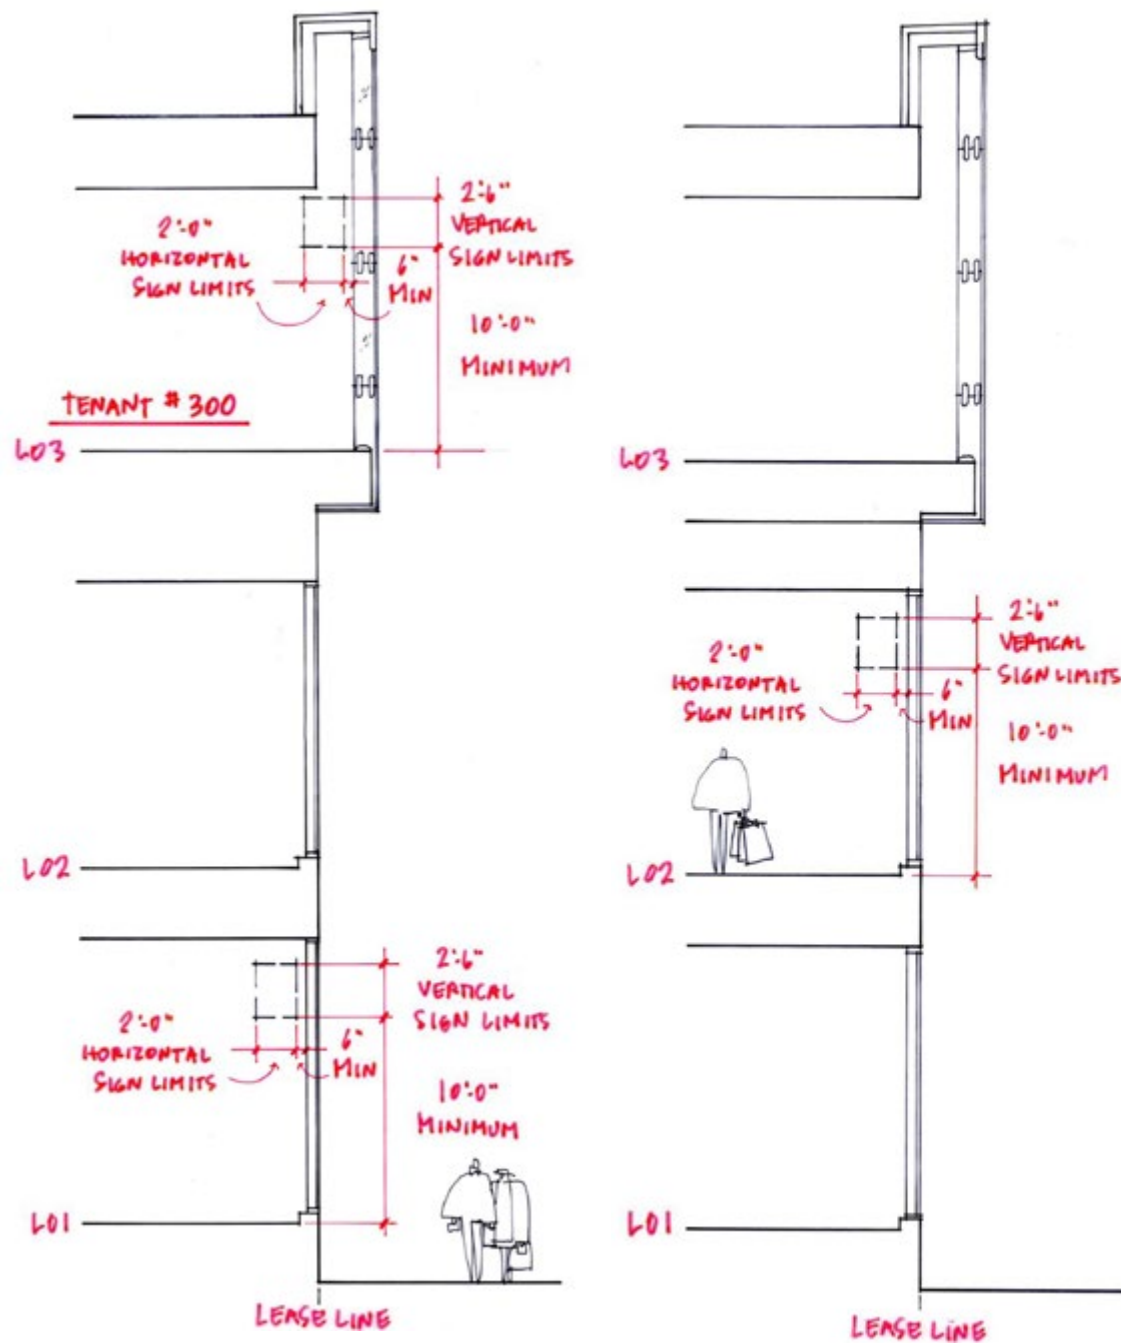 2'-6"
VERTICAL
SIGN LIMITS
2'-0"
HORIZONTAL
SIGN LIMITS
6"
MIN
10'-0"
MINIMUM
TENANT # 300
L03
L02
2'-6"
VERTICAL
SIGN LIMITS
2'-0"
HORIZONTAL
SIGN LIMITS
6"
MIN
10'-0"
MINIMUM
L01
LEASE LINE
L03
2'-6"
VERTICAL
SIGN LIMITS
2'-0"
HORIZONTAL
SIGN LIMITS
6"
MIN
10'-0"
MINIMUM
L02
L01
LEASE LINE